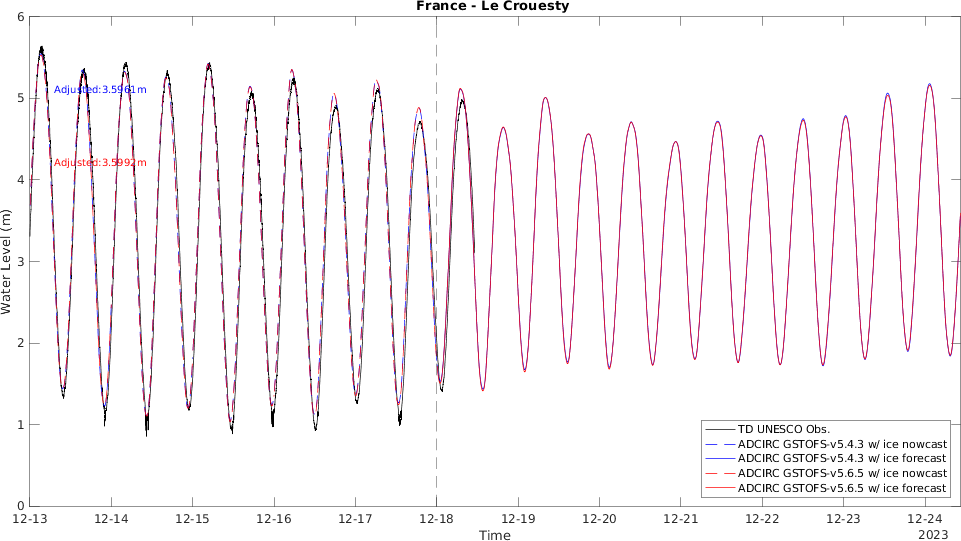 France - Le Crouesty
6
5
4
3
2
1
0
Water Level (m)
Adjusted:3.5961m
Adjusted:3.5992m
TD UNESCO Obs.
ADCIRC GSTOFS-v5.4.3 w/ ice nowcast
ADCIRC GSTOFS-v5.4.3 w/ ice forecast
ADCIRC GSTOFS-v5.6.5 w/ ice nowcast
ADCIRC GSTOFS-v5.6.5 w/ ice forecast
12-13 12-14 12-15 12-16 12-17 12-18 12-19 12-20 12-21 12-22 12-23 12-24
Time
2023